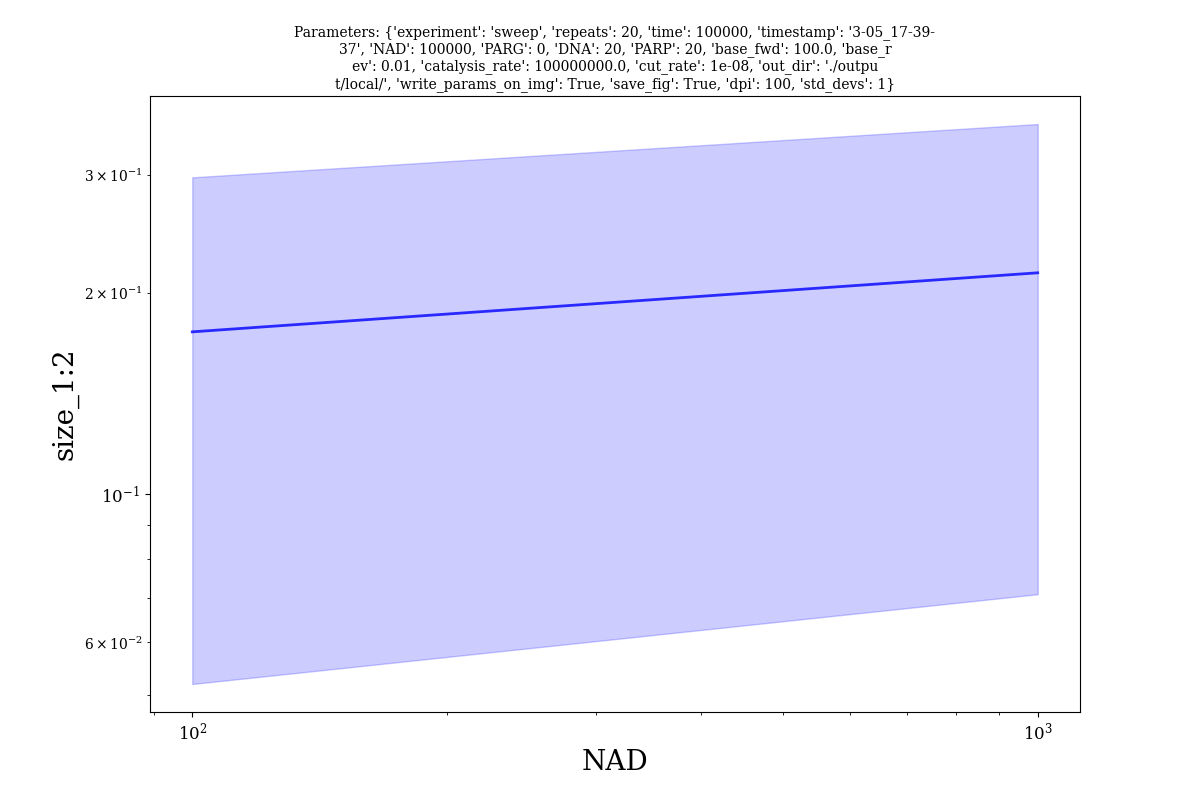 Parameters: {'experiment': 'sweep', 'repeats': 20, 'time': 100000, 'timestamp': '3-05_17-39-
37', 'NAD': 100000, 'PARG': 0, 'DNA': 20, 'PARP': 20, 'base_fwd': 100.0, 'base_r
ev': 0.01, 'catalysis_rate': 100000000.0, 'cut_rate': 1e-08, 'out_dir': './outpu
t/local/', 'write_params_on_img': True, 'save_fig': True, 'dpi': 100, 'std_devs': 1}
3 × 10⁻¹
2 × 10⁻¹
10⁻¹
6 × 10⁻²
size_1:2
10² 10³
NAD